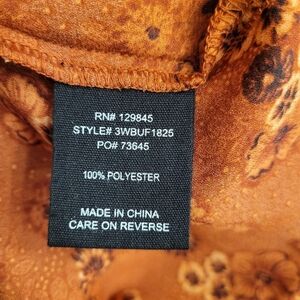 RN# 129845
STYLE# 3WBUF1825
PO# 73645
100% POLYESTER
MADE IN CHINA
CARE ON REVERSE